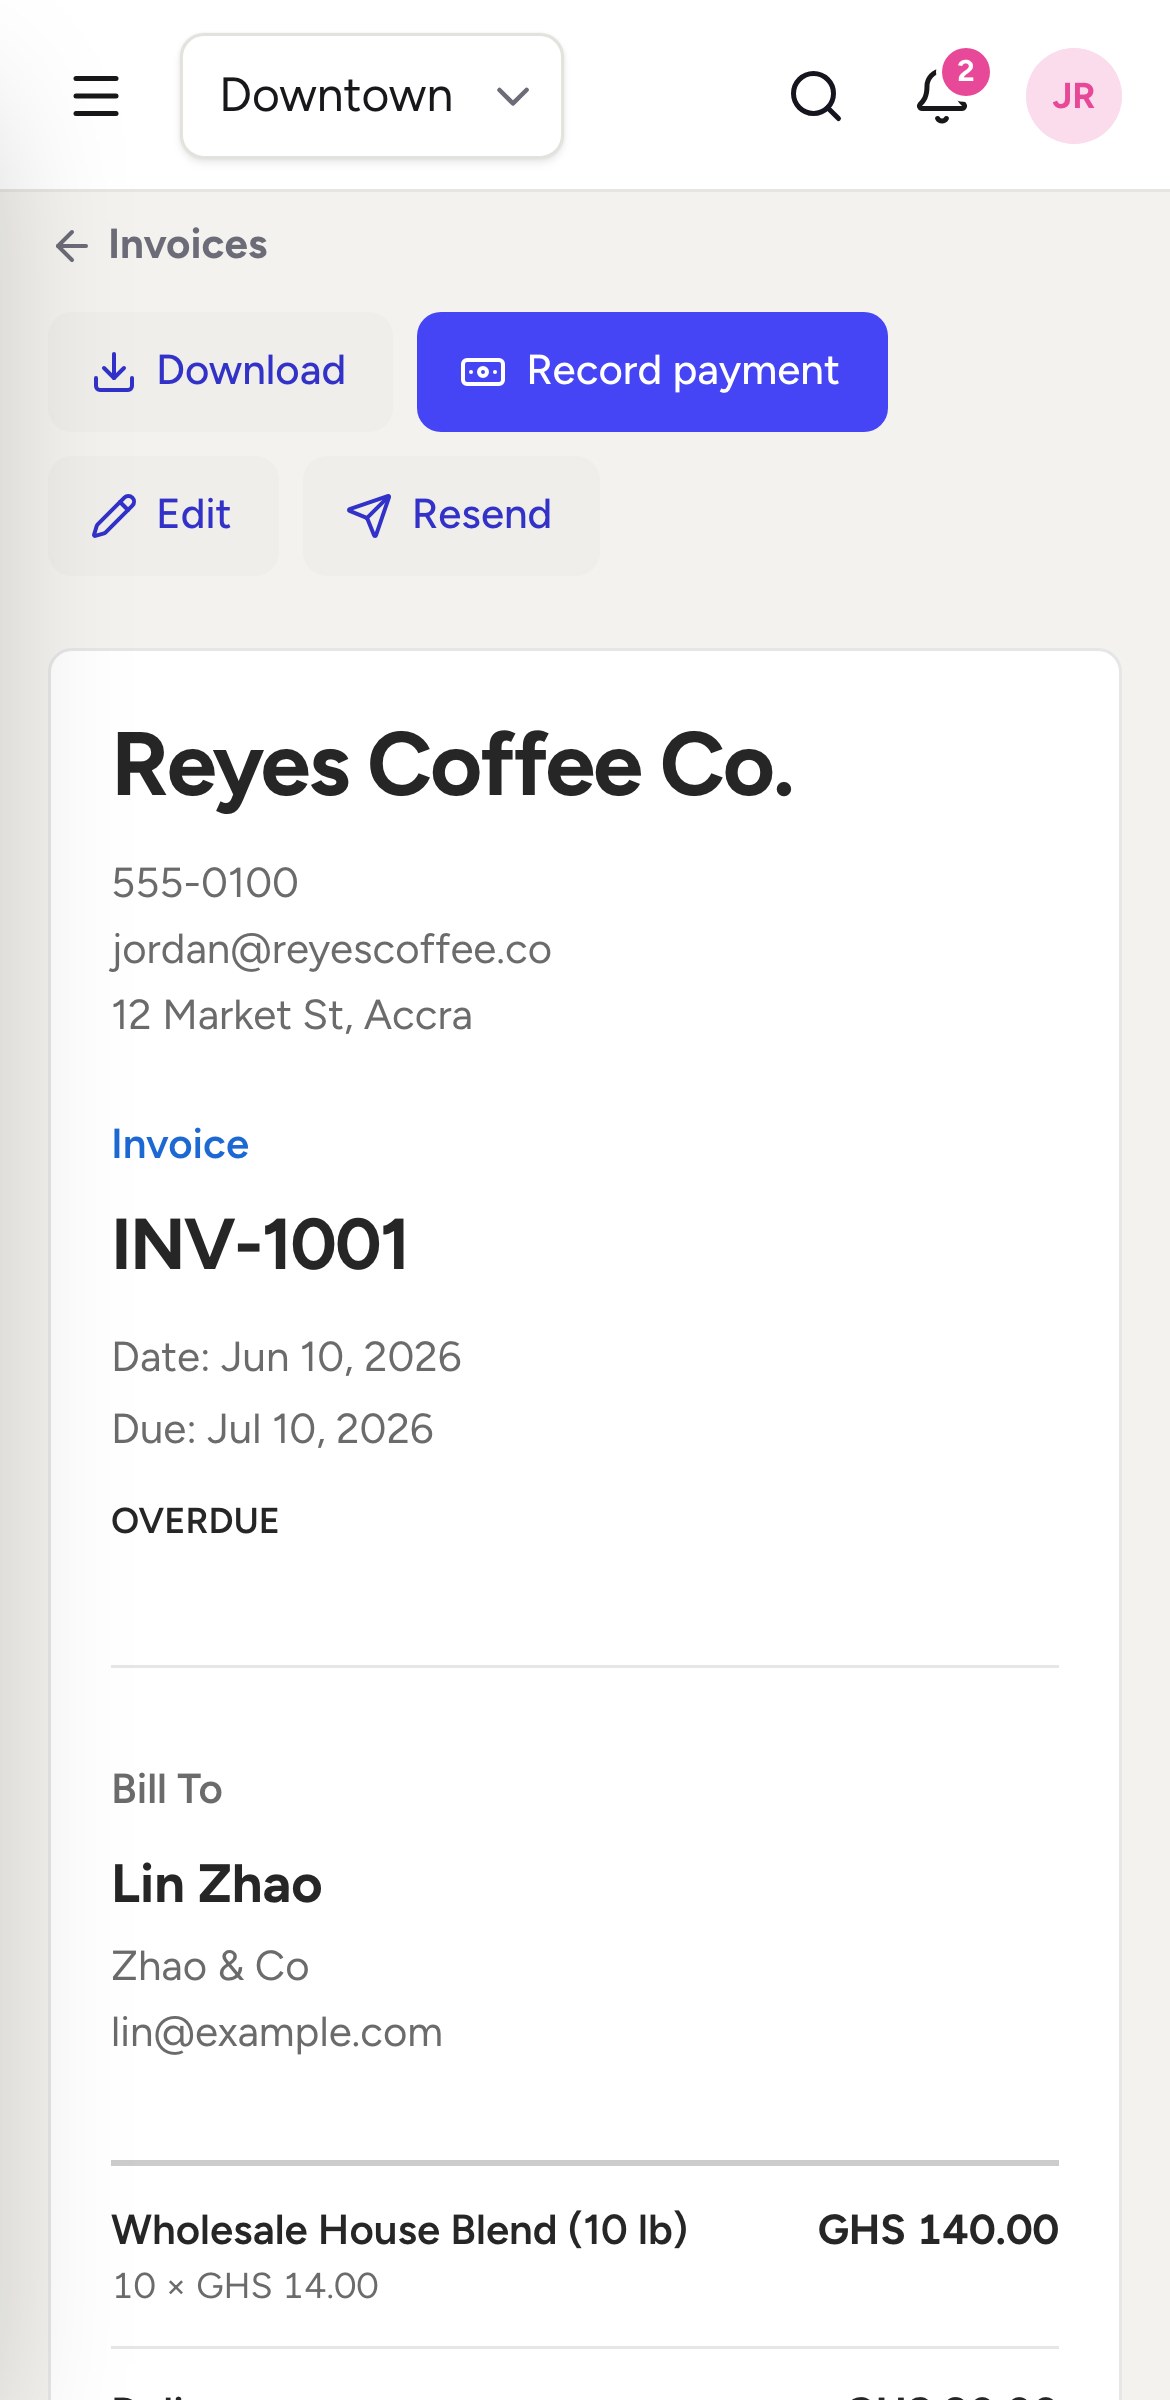 Downtown
2
JR
Invoices
Download
Record payment
Edit
Resend
Reyes Coffee Co.
555-0100
jordan@reyescoffee.co
12 Market St, Accra
Invoice
INV-1001
Date: Jun 10, 2026
Due: Jul 10, 2026
OVERDUE
Bill To
Lin Zhao
Zhao & Co
lin@example.com
Wholesale House Blend (10 lb) GHS 140.00
10 × GHS 14.00